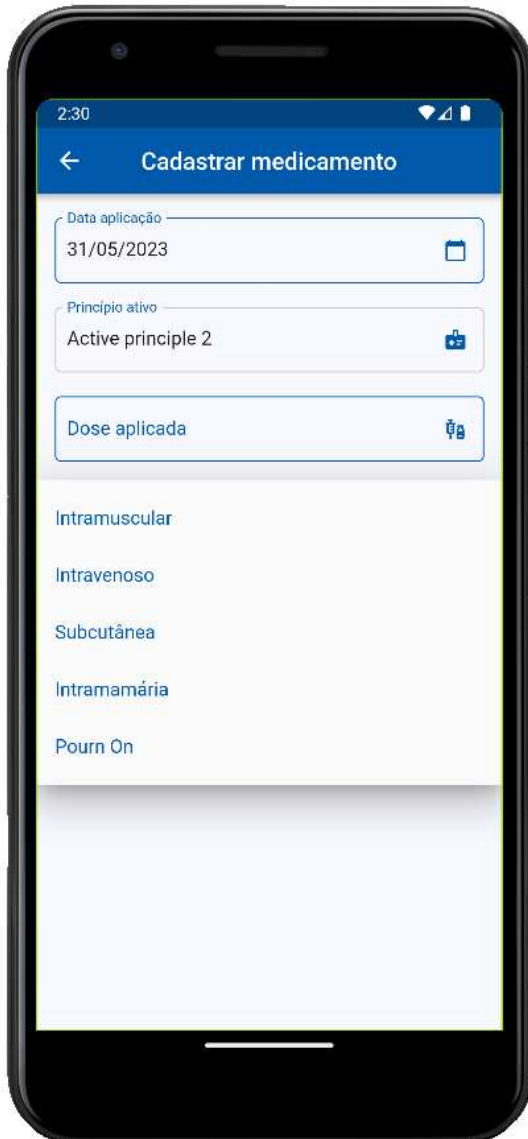 2:30
Cadastrar medicamento
Data aplicação
31/05/2023
Princípio ativo
Active principle 2
Dose aplicada
Intramuscular
Intravenoso
Subcutânea
Intramamária
Pourn On